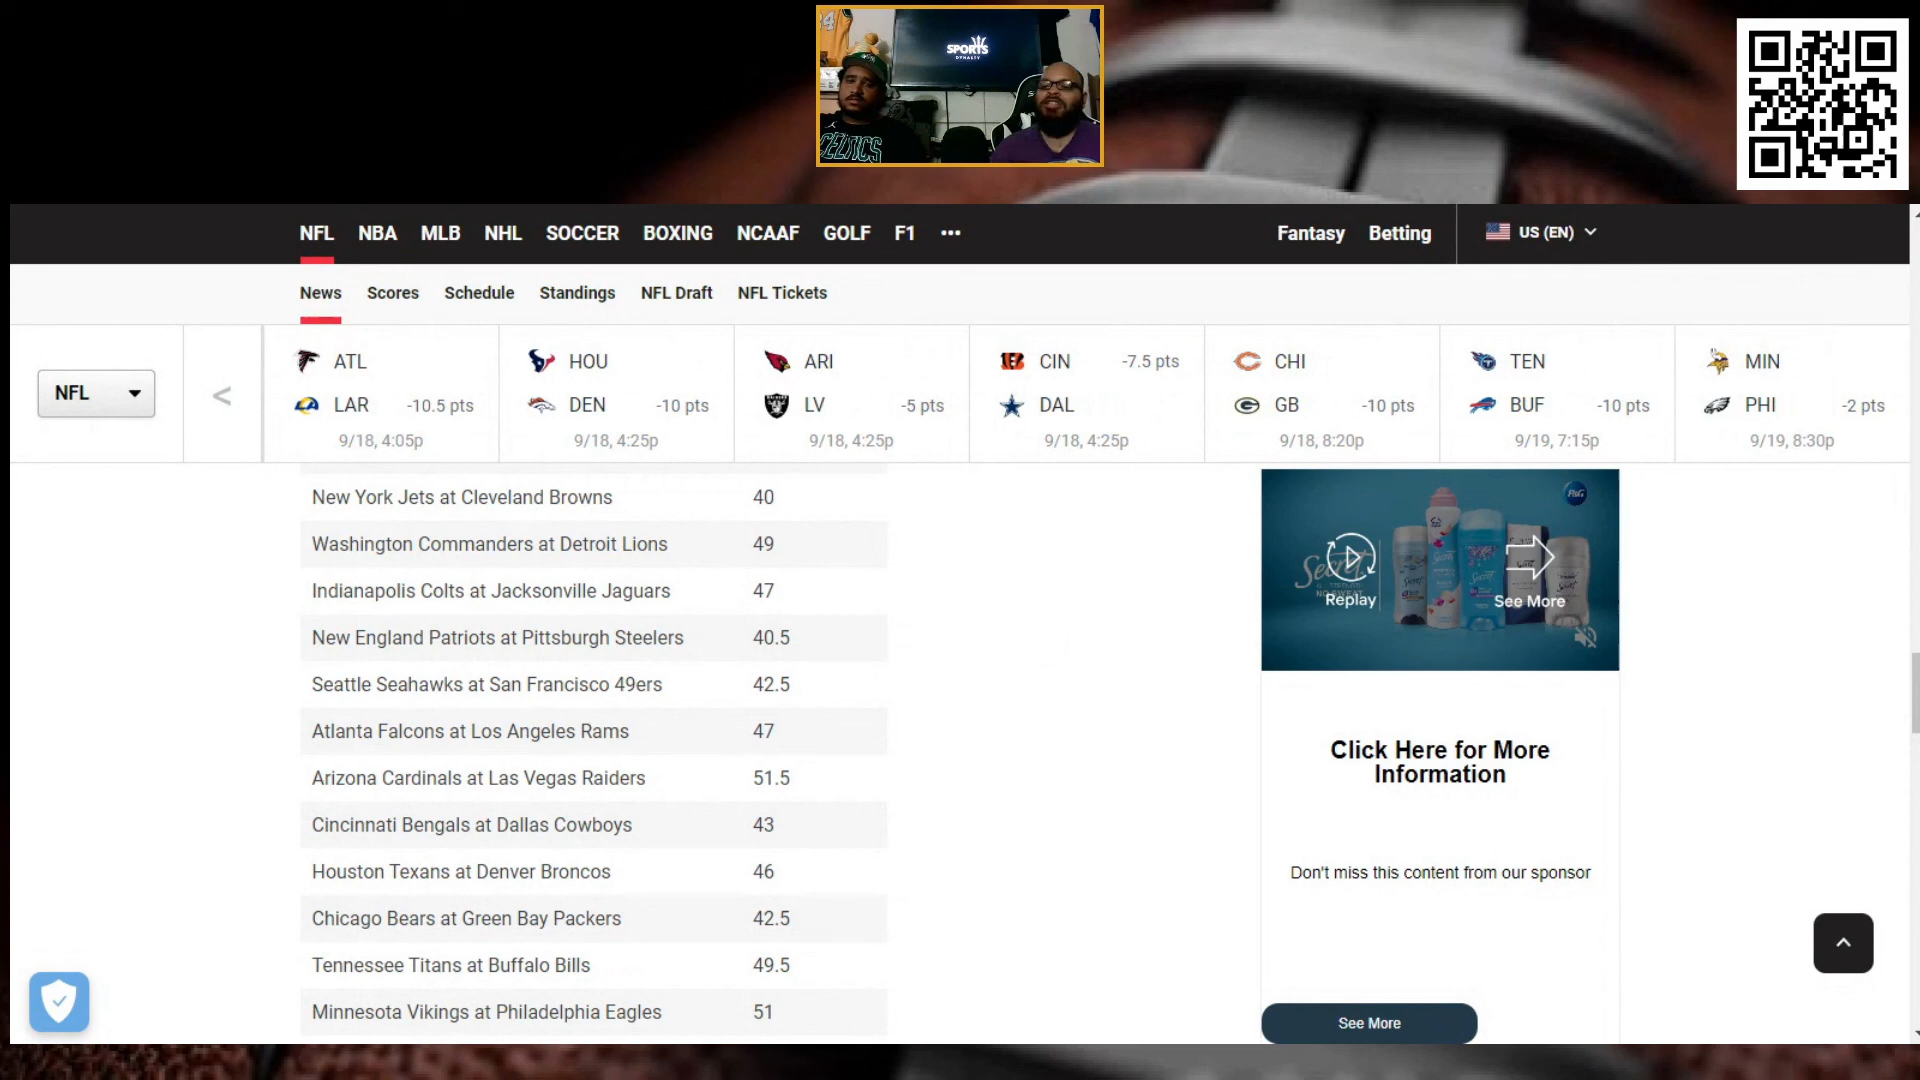 SPORTS
DYNASTY
CELTICS
NFL NBA MLB NHL SOCCER BOXING NCAAF GOLF F1 ••• Fantasy Betting US (EN)
News Scores Schedule Standings NFL Draft NFL Tickets
NFL
<
ATL
LAR -10.5 pts
9/18, 4:05p
HOU
DEN -10 pts
9/18, 4:25p
ARI
LV -5 pts
9/18, 4:25p
CIN -7.5 pts
DAL
9/18, 4:25p
CHI
GB -10 pts
9/18, 8:20p
TEN
BUF -10 pts
9/19, 7:15p
MIN
PHI -2 pts
9/19, 8:30p
New York Jets at Cleveland Browns 40
Washington Commanders at Detroit Lions 49
Indianapolis Colts at Jacksonville Jaguars 47
New England Patriots at Pittsburgh Steelers 40.5
Seattle Seahawks at San Francisco 49ers 42.5
Atlanta Falcons at Los Angeles Rams 47
Arizona Cardinals at Las Vegas Raiders 51.5
Cincinnati Bengals at Dallas Cowboys 43
Houston Texans at Denver Broncos 46
Chicago Bears at Green Bay Packers 42.5
Tennessee Titans at Buffalo Bills 49.5
Minnesota Vikings at Philadelphia Eagles 51
P&G
Secret
Replay
See More
Click Here for More
Information
Don't miss this content from our sponsor
See More